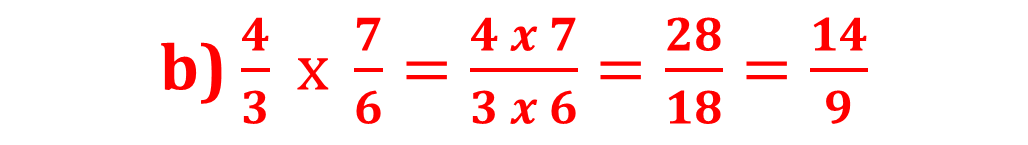 b) 4/3 x 7/6 = 4 x 7/3 x 6 = 28/18 = 14/9